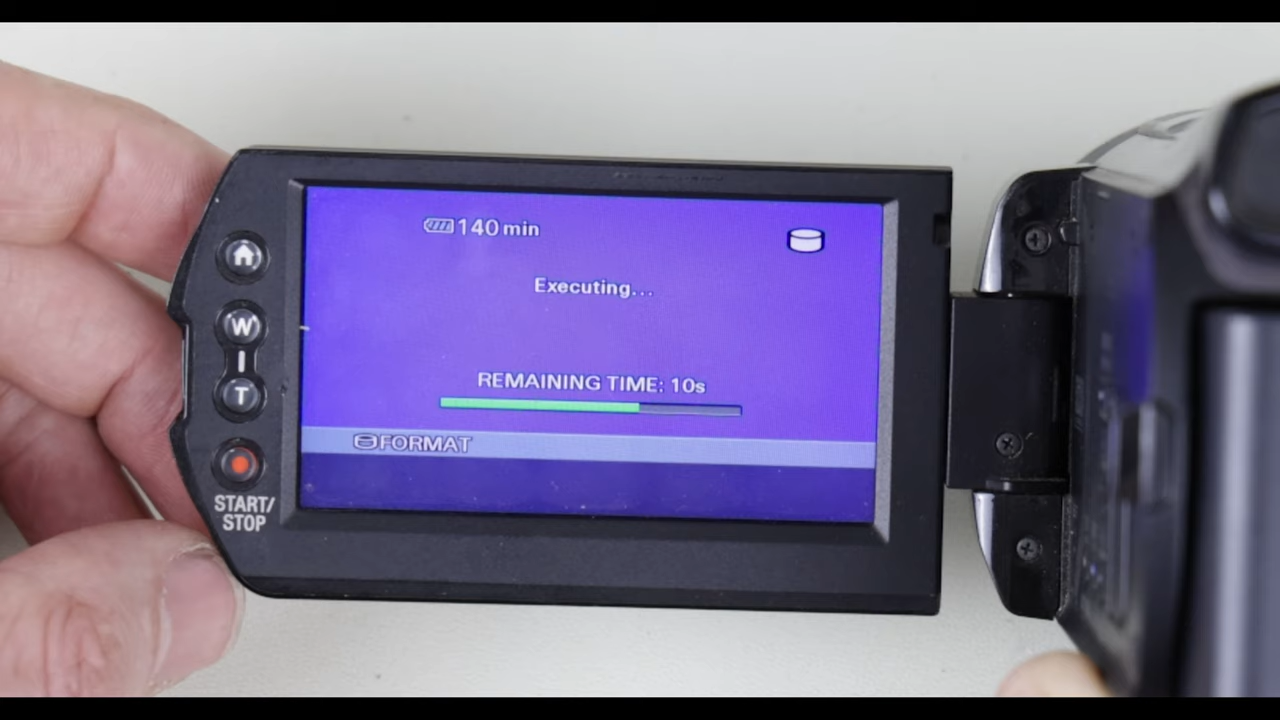 140 min
Executing...
REMAINING TIME: 10s
FORMAT
W
T
START/
STOP